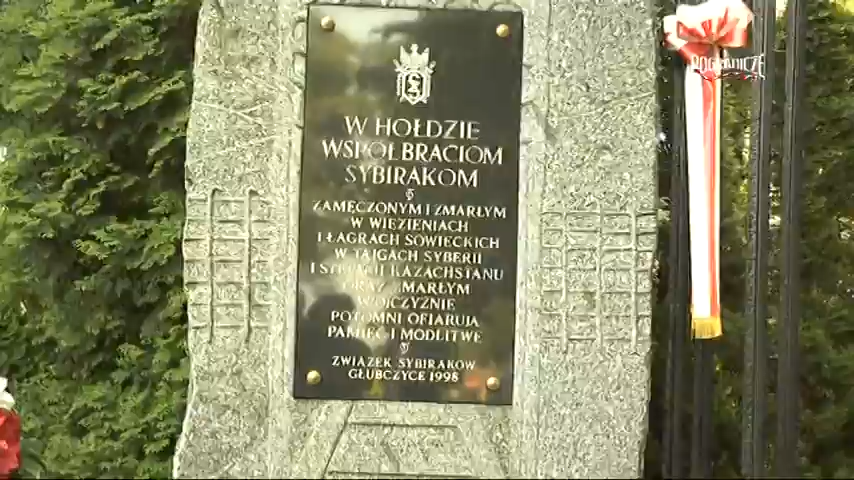 POGRANICZE
W HOŁDZIE
WSPÓŁBRACIOM
SYBIRAKOM
ZAMĘCZONYM I ZMARŁYM
W WIĘZIENIACH
I ŁAGRACH SOWIECKICH
W TAJGACH SYBERII
I STEPACH KAZACHSTANU
ORAZ ZMARŁYM
W OJCZYŹNIE
POTOMNI OFIARUJĄ
PAMIĘĆ I MODLITWĘ
ZWIĄZEK SYBIRAKÓW
GŁUBCZYCE 1991R